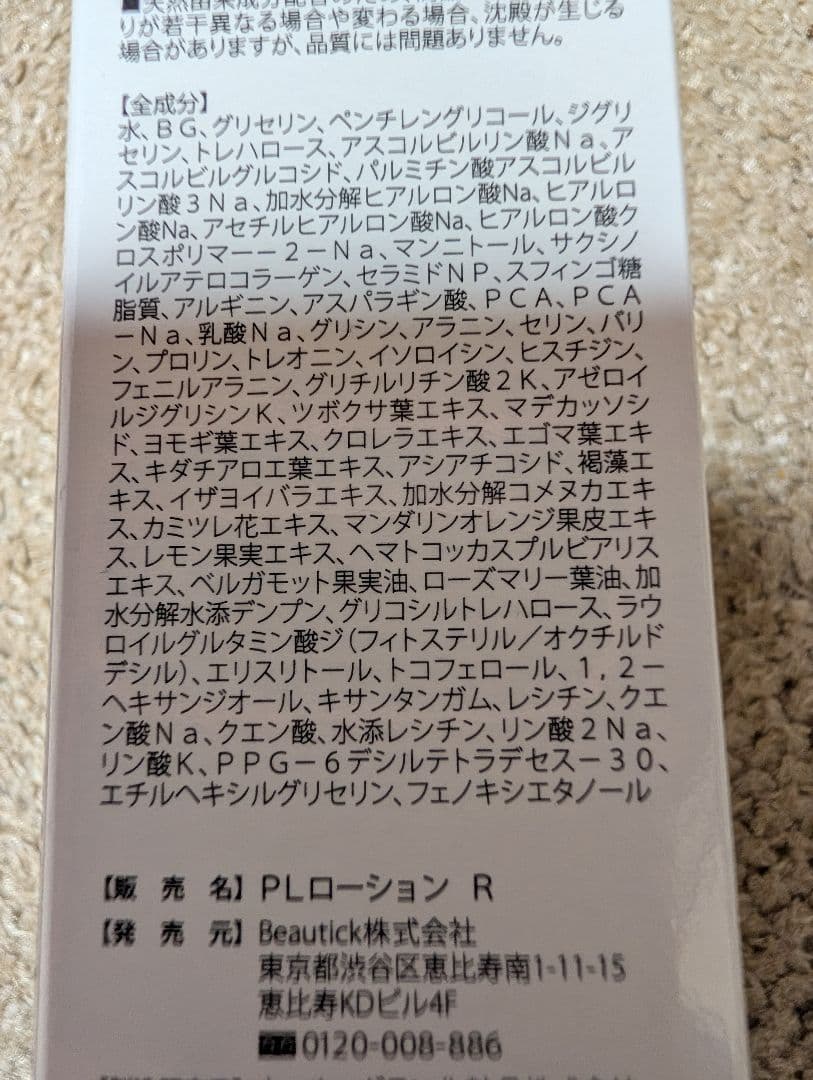 ■天然由来成分配合のため、
りが若干異なる場合や変わる場合、沈殿が生じる
場合がありますが、品質には問題ありません。
【全成分】
水、BG、グリセリン、ペンチレングリコール、ジグリ
セリン、トレハロース、アスコルビルリン酸Na、ア
スコルビルグルコシド、パルミチン酸アスコルビル
リン酸3Na、加水分解ヒアルロン酸Na、ヒアルロ
ン酸Na、アセチルヒアルロン酸Na、ヒアルロン酸ク
ロスポリマー－2－Na、マンニトール、サクシノ
イルアテロコラーゲン、セラミドNP、スフィンゴ糖
脂質、アルギニン、アスパラギン酸、PCA、PCA
－Na、乳酸Na、グリシン、アラニン、セリン、バリ
ン、プロリン、トレオニン、イソロイシン、ヒスチジン、
フェニルアラニン、グリチルリチン酸2K、アゼロイ
ルジグリシンK、ツボクサ葉エキス、マデカッソシ
ド、ヨモギ葉エキス、クロレラエキス、エゴマ葉エキ
ス、キダチアロエ葉エキス、アシアチコシド、褐藻エ
キス、イザヨイバラエキス、加水分解コメヌカエキ
ス、カミツレ花エキス、マンダリンオレンジ果皮エキ
ス、レモン果実エキス、ヘマトコッカスプルビアリス
エキス、ベルガモット果実油、ローズマリー葉油、加
水分解水添デンプン、グリコシルトレハロース、ラウ
ロイルグルタミン酸ジ（フィトステリル／オクチルド
デシル）、エリスリトール、トコフェロール、1，2－
ヘキサンジオール、キサンタンガム、レシチン、クエ
ン酸Na、クエン酸、水添レシチン、リン酸2Na、
リン酸K、PPG－6デシルテトラデセス－30、
エチルヘキシルグリセリン、フェノキシエタノール
【販売名】PLローション R
【発売元】Beautick株式会社
東京都渋谷区恵比寿南1-11-15
恵比寿KDビル4F
0120-008-886